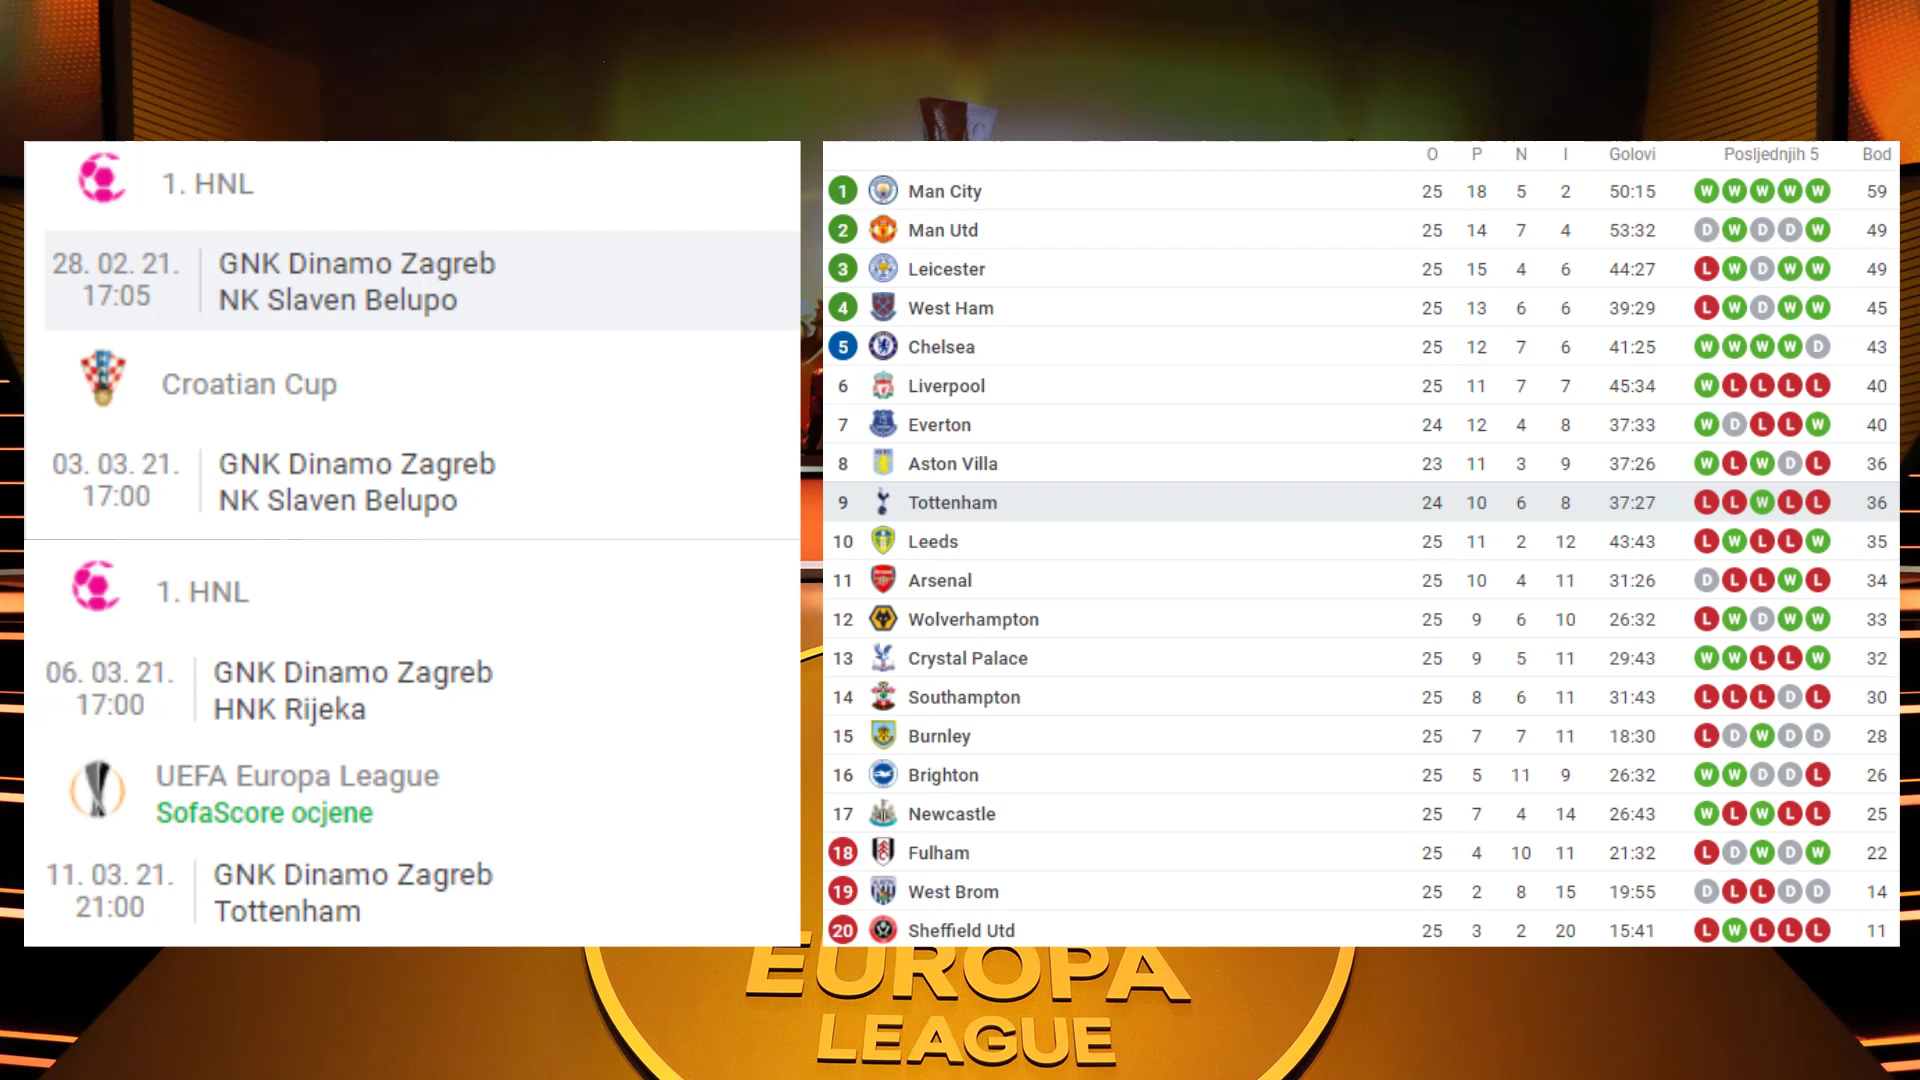 1. HNL
28. 02. 21. GNK Dinamo Zagreb
17:05 NK Slaven Belupo
Croatian Cup
03. 03. 21. GNK Dinamo Zagreb
17:00 NK Slaven Belupo
1. HNL
06. 03. 21. GNK Dinamo Zagreb
17:00 HNK Rijeka
UEFA Europa League
SofaScore ocjene
11. 03. 21. GNK Dinamo Zagreb
21:00 Tottenham
O P N I Golovi Posljednjih 5 Bod
1 Man City 25 18 5 2 50:15 W W W W W 59
2 Man Utd 25 14 7 4 53:32 D W D D W 49
3 Leicester 25 15 4 6 44:27 L W D W W 49
4 West Ham 25 13 6 6 39:29 L W D W W 45
5 Chelsea 25 12 7 6 41:25 W W W W D 43
6 Liverpool 25 11 7 7 45:34 W L L L L 40
7 Everton 24 12 4 8 37:33 W D L L W 40
8 Aston Villa 23 11 3 9 37:26 W L W D L 36
9 Tottenham 24 10 6 8 37:27 L L W L L 36
10 Leeds 25 11 2 12 43:43 L W L L W 35
11 Arsenal 25 10 4 11 31:26 D L L W L 34
12 Wolverhampton 25 9 6 10 26:32 L W D W W 33
13 Crystal Palace 25 9 5 11 29:43 W W L L W 32
14 Southampton 25 8 6 11 31:43 L L L D L 30
15 Burnley 25 7 7 11 18:30 L D W D D 28
16 Brighton 25 5 11 9 26:32 W W D D L 26
17 Newcastle 25 7 4 14 26:43 W L W L L 25
18 Fulham 25 4 10 11 21:32 L D W D W 22
19 West Brom 25 2 8 15 19:55 D L L D D 14
20 Sheffield Utd 25 3 2 20 15:41 L W L L L 11
EUROPA
LEAGUE